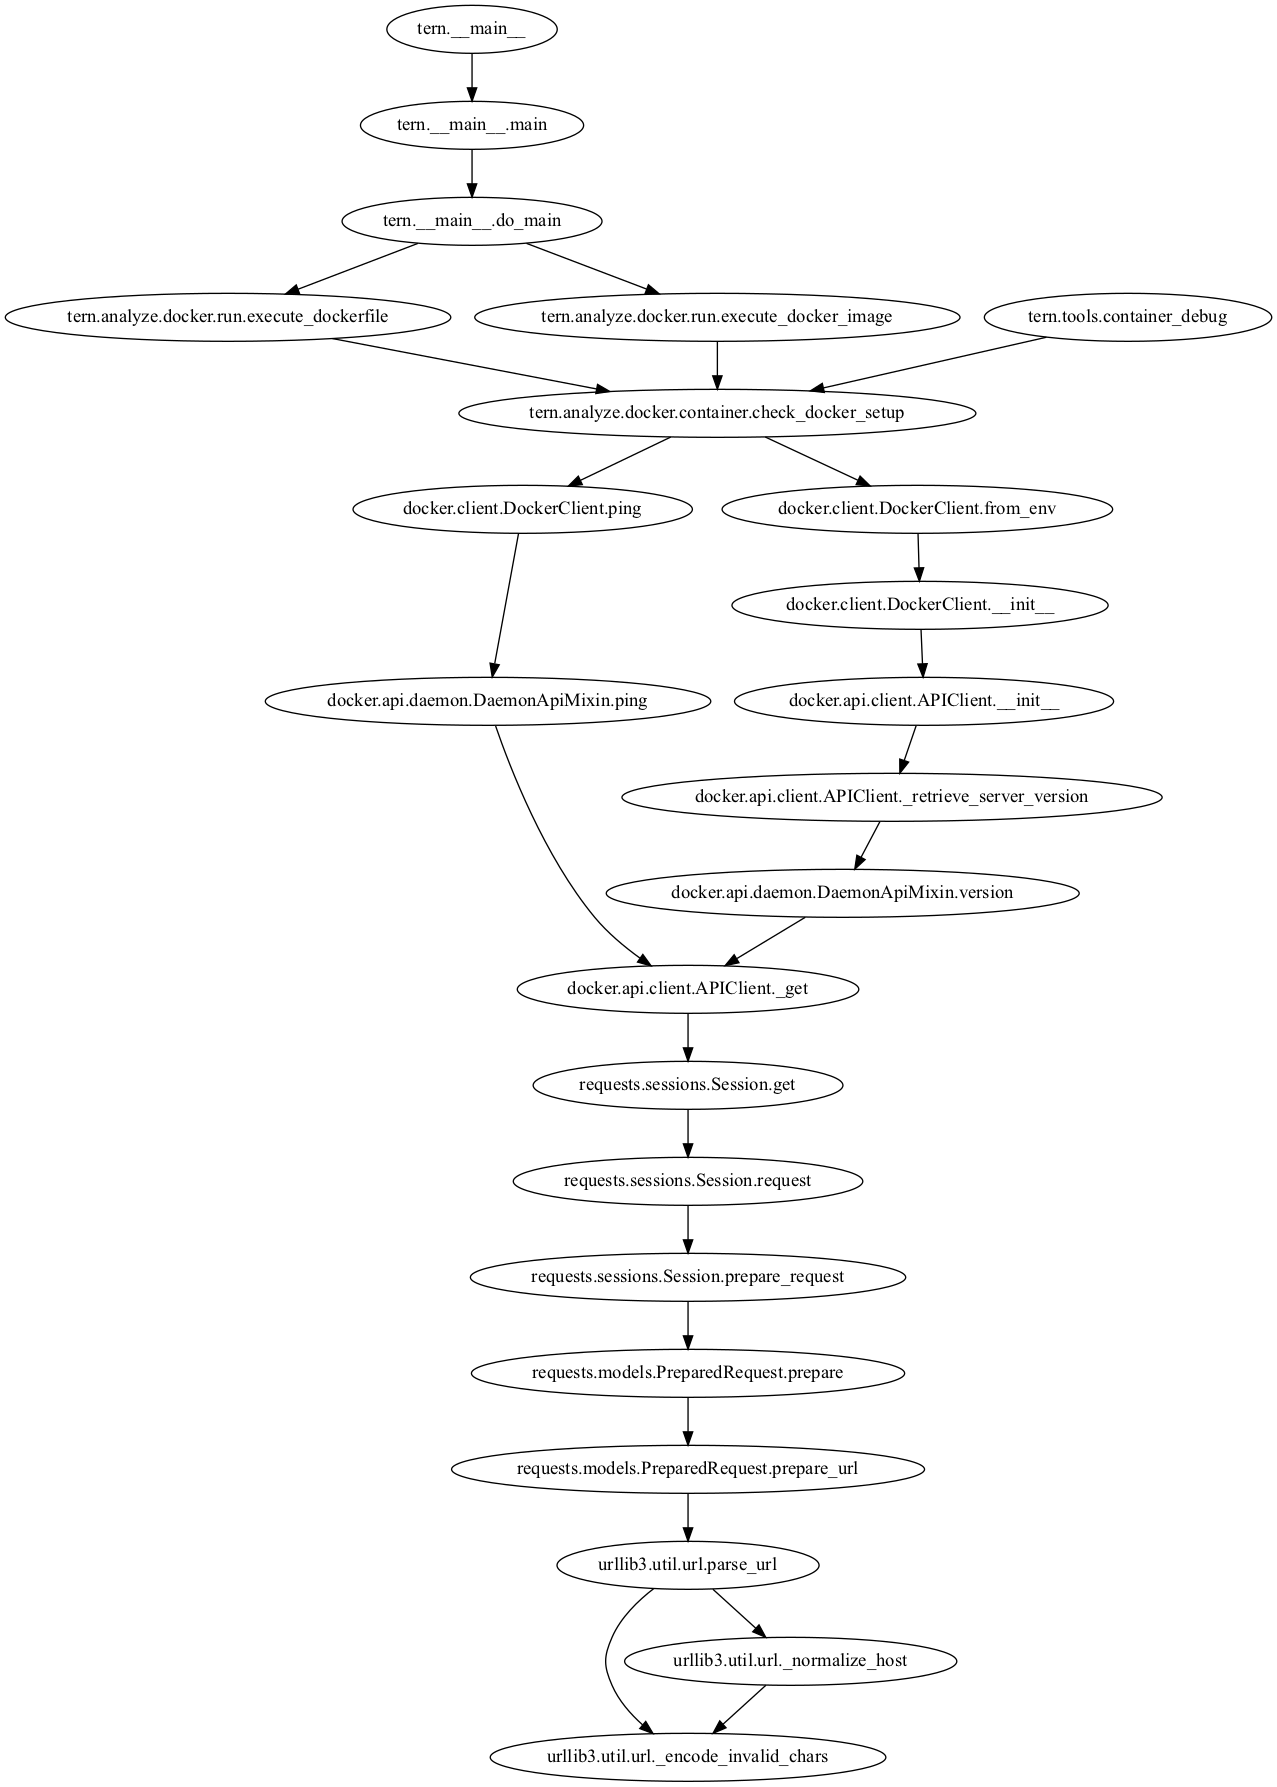 tern.__main__
tern.__main__.main
tern.__main__.do_main
tern.analyze.docker.run.execute_dockerfile
tern.analyze.docker.run.execute_docker_image
tern.tools.container_debug
tern.analyze.docker.container.check_docker_setup
docker.client.DockerClient.ping
docker.client.DockerClient.from_env
docker.client.DockerClient.__init__
docker.api.daemon.DaemonApiMixin.ping
docker.api.client.APIClient.__init__
docker.api.client.APIClient._retrieve_server_version
docker.api.daemon.DaemonApiMixin.version
docker.api.client.APIClient._get
requests.sessions.Session.get
requests.sessions.Session.request
requests.sessions.Session.prepare_request
requests.models.PreparedRequest.prepare
requests.models.PreparedRequest.prepare_url
urllib3.util.url.parse_url
urllib3.util.url._normalize_host
urllib3.util.url._encode_invalid_chars